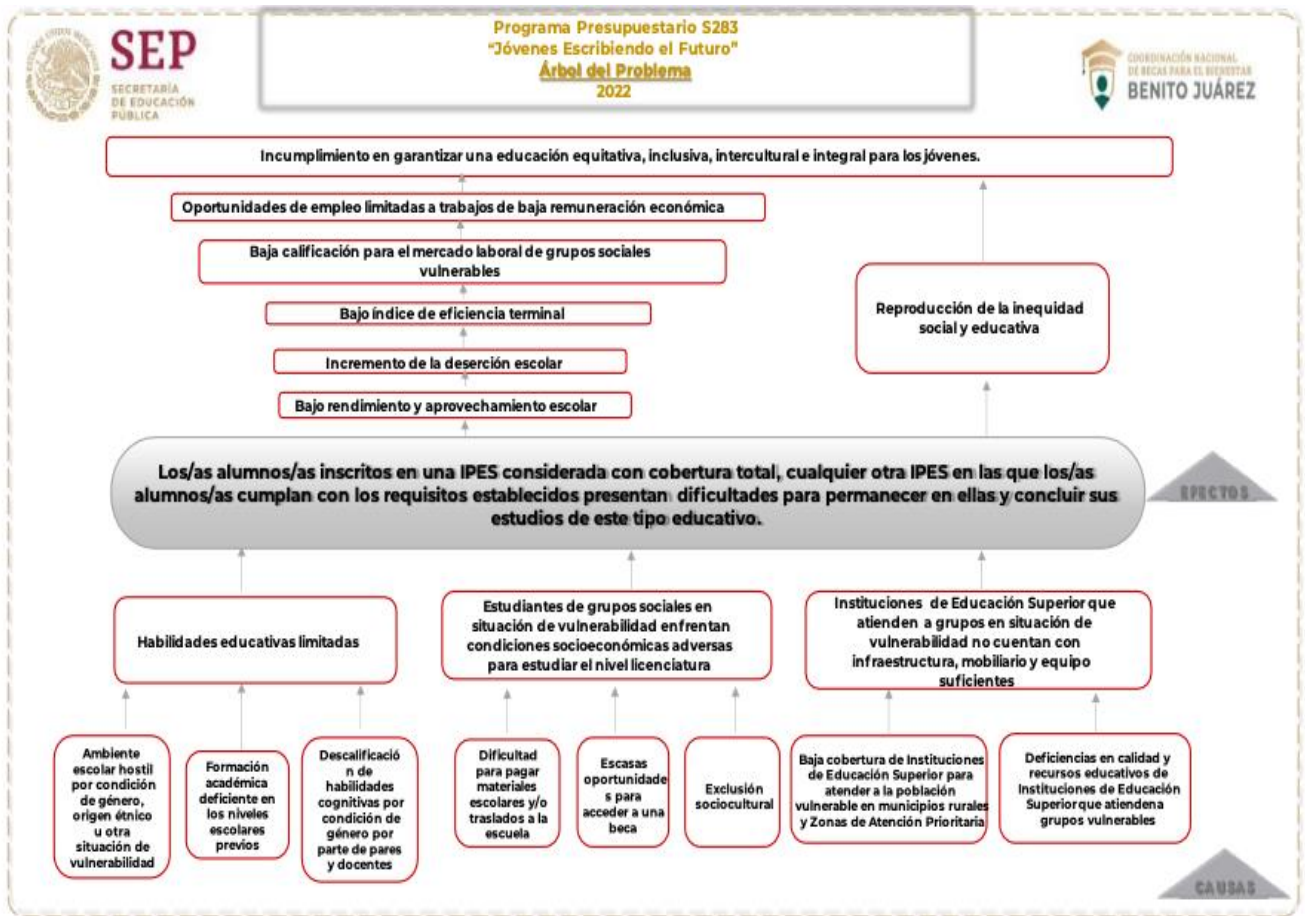 SEP
SECRETARÍA
DE EDUCACIÓN
PÚBLICA
Programa Presupuestario S283
"Jóvenes Escribiendo el Futuro"
Árbol del Problema
2022
COORDINACIÓN NACIONAL
DE BECAS PARA EL BIENESTAR
BENITO JUÁREZ
Incumplimiento en garantizar una educación equitativa, inclusiva, intercultural e integral para los jóvenes.
Oportunidades de empleo limitadas a trabajos de baja remuneración económica
Baja calificación para el mercado laboral de grupos sociales
vulnerables
Bajo índice de eficiencia terminal
Incremento de la deserción escolar
Bajo rendimiento y aprovechamiento escolar
Reproducción de la inequidad
social y educativa
Los/as alumnos/as inscritos en una IPES considerada con cobertura total, cualquier otra IPES en las que los/as
alumnos/as cumplan con los requisitos establecidos presentan dificultades para permanecer en ellas y concluir sus
estudios de este tipo educativo.
EFECTOS
Habilidades educativas limitadas
Estudiantes de grupos sociales en
situación de vulnerabilidad enfrentan
condiciones socioeconómicas adversas
para estudiar el nivel licenciatura
Instituciones de Educación Superior que
atienden a grupos en situación de
vulnerabilidad no cuentan con
infraestructura, mobiliario y equipo
suficientes
Ambiente
escolar hostil
por condición
de género,
origen étnico
u otra
situación de
vulnerabilidad
Formación
académica
deficiente en
los niveles
escolares
previos
Descalificació
n de
habilidades
cognitivas por
condición de
género por
parte de pares
y docentes
Dificultad
para pagar
materiales
escolares y/o
traslados a la
escuela
Escasas
oportunidade
s para
acceder a una
beca
Exclusión
sociocultural
Baja cobertura de Instituciones
de Educación Superior para
atender a la población
vulnerable en municipios rurales
y Zonas de Atención Prioritaria
Deficiencias en calidad y
recursos educativos de
Instituciones de Educación
Superior que atiendena
grupos vulnerables
CAUSAS